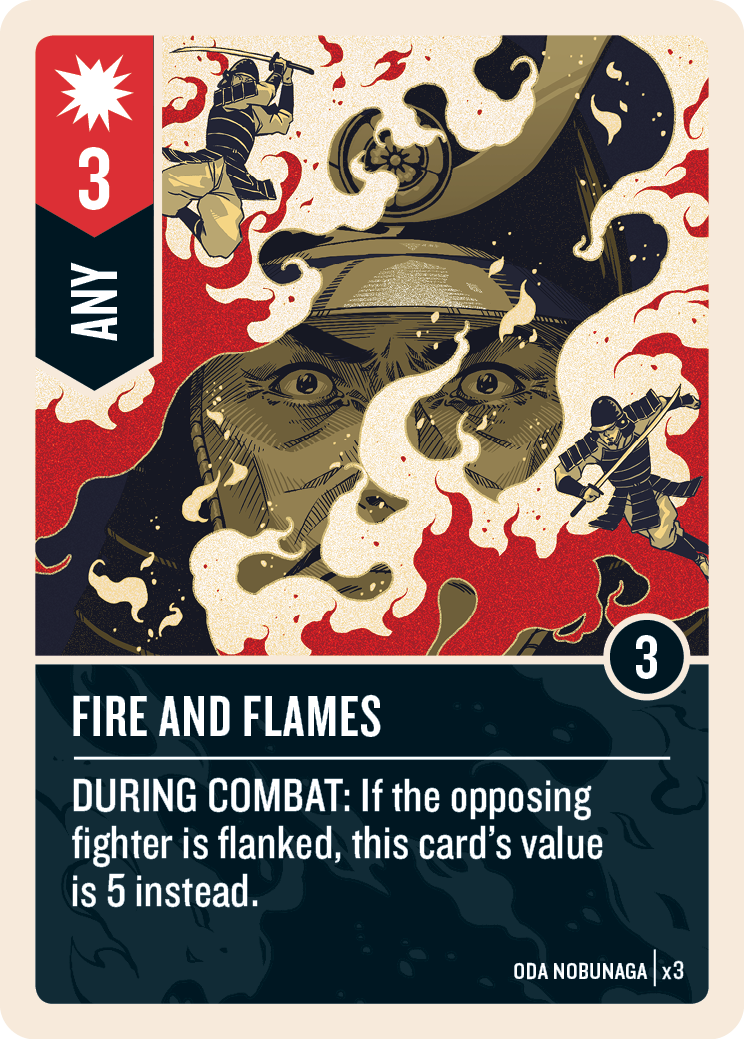 3
ANY
3
FIRE AND FLAMES
DURING COMBAT: If the opposing
fighter is flanked, this card’s value
is 5 instead.
ODA NOBUNAGA | x3